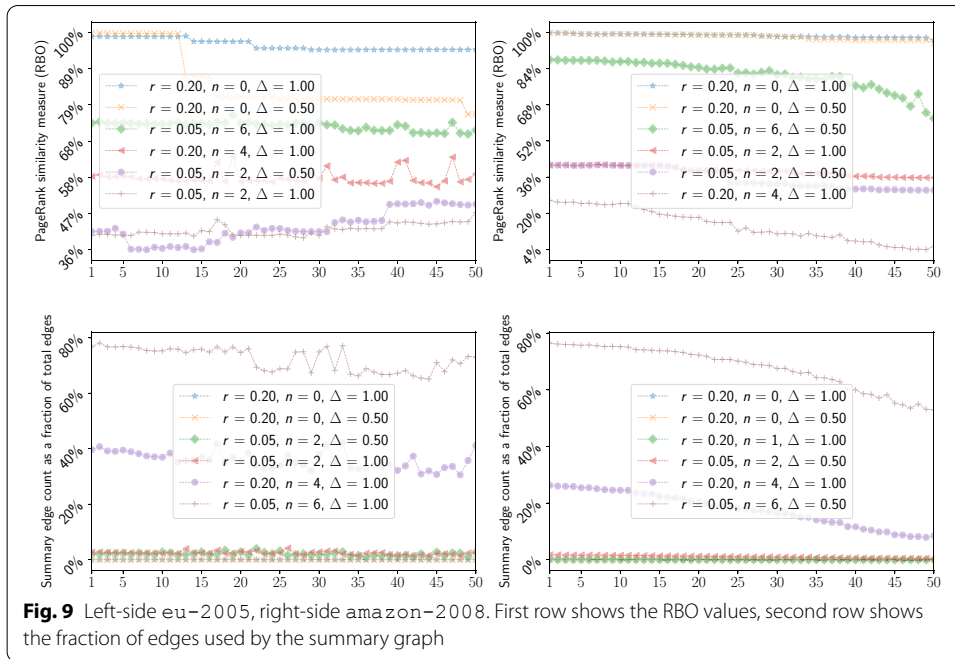 PageRank similarity measure (RBO)
100%
89%
79%
68%
58%
47%
36%
r = 0.20, n = 0, Δ = 1.00
r = 0.20, n = 0, Δ = 0.50
r = 0.05, n = 6, Δ = 1.00
r = 0.20, n = 4, Δ = 1.00
r = 0.05, n = 2, Δ = 0.50
r = 0.05, n = 2, Δ = 1.00
1 5 10 15 20 25 30 35 40 45 50
PageRank similarity measure (RBO)
100%
84%
68%
52%
36%
20%
4%
r = 0.20, n = 0, Δ = 1.00
r = 0.20, n = 0, Δ = 0.50
r = 0.05, n = 6, Δ = 0.50
r = 0.05, n = 2, Δ = 1.00
r = 0.05, n = 2, Δ = 0.50
r = 0.20, n = 4, Δ = 1.00
1 5 10 15 20 25 30 35 40 45 50
Summary edge count as a fraction of total edges
80%
60%
40%
20%
0%
r = 0.20, n = 0, Δ = 1.00
r = 0.20, n = 0, Δ = 0.50
r = 0.05, n = 2, Δ = 0.50
r = 0.05, n = 2, Δ = 1.00
r = 0.20, n = 4, Δ = 1.00
r = 0.05, n = 6, Δ = 1.00
1 5 10 15 20 25 30 35 40 45 50
Summary edge count as a fraction of total edges
80%
60%
40%
20%
0%
r = 0.20, n = 0, Δ = 1.00
r = 0.20, n = 0, Δ = 0.50
r = 0.20, n = 1, Δ = 1.00
r = 0.05, n = 2, Δ = 1.00
r = 0.20, n = 4, Δ = 1.00
r = 0.05, n = 6, Δ = 0.50
1 5 10 15 20 25 30 35 40 45 50
Fig. 9 Left-side eu-2005, right-side amazon-2008. First row shows the RBO values, second row shows
the fraction of edges used by the summary graph